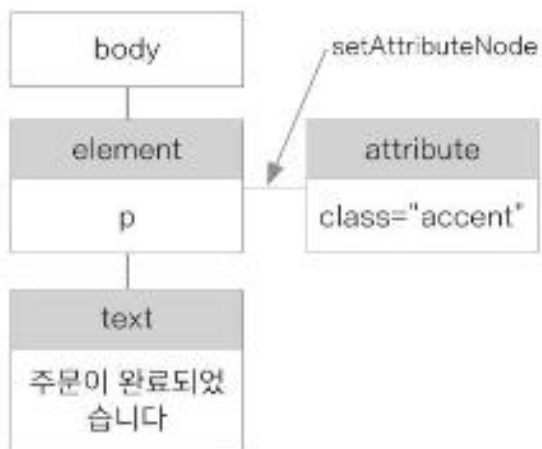 body
setAttributeNode
element
attribute
p
class="accent"
text
주문이 완료되었
습니다